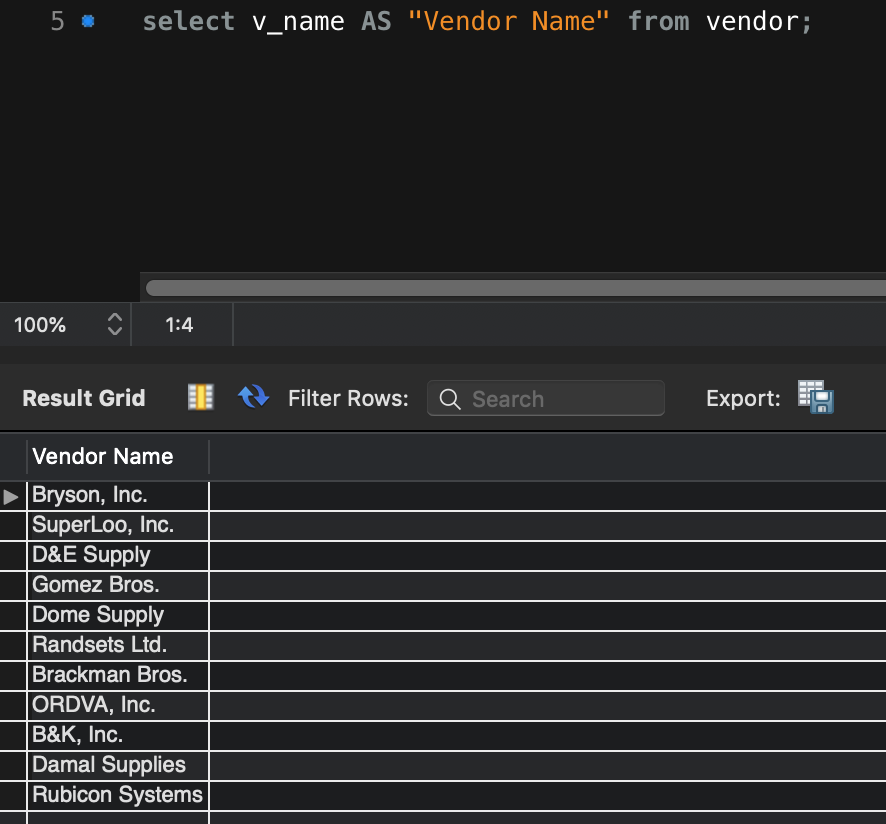 5 select v_name AS "Vendor Name" from vendor;
100% 1:4
Result Grid Filter Rows: Search Export:
Vendor Name
Bryson, Inc.
SuperLoo, Inc.
D&E Supply
Gomez Bros.
Dome Supply
Randsets Ltd.
Brackman Bros.
ORDVA, Inc.
B&K, Inc.
Damal Supplies
Rubicon Systems